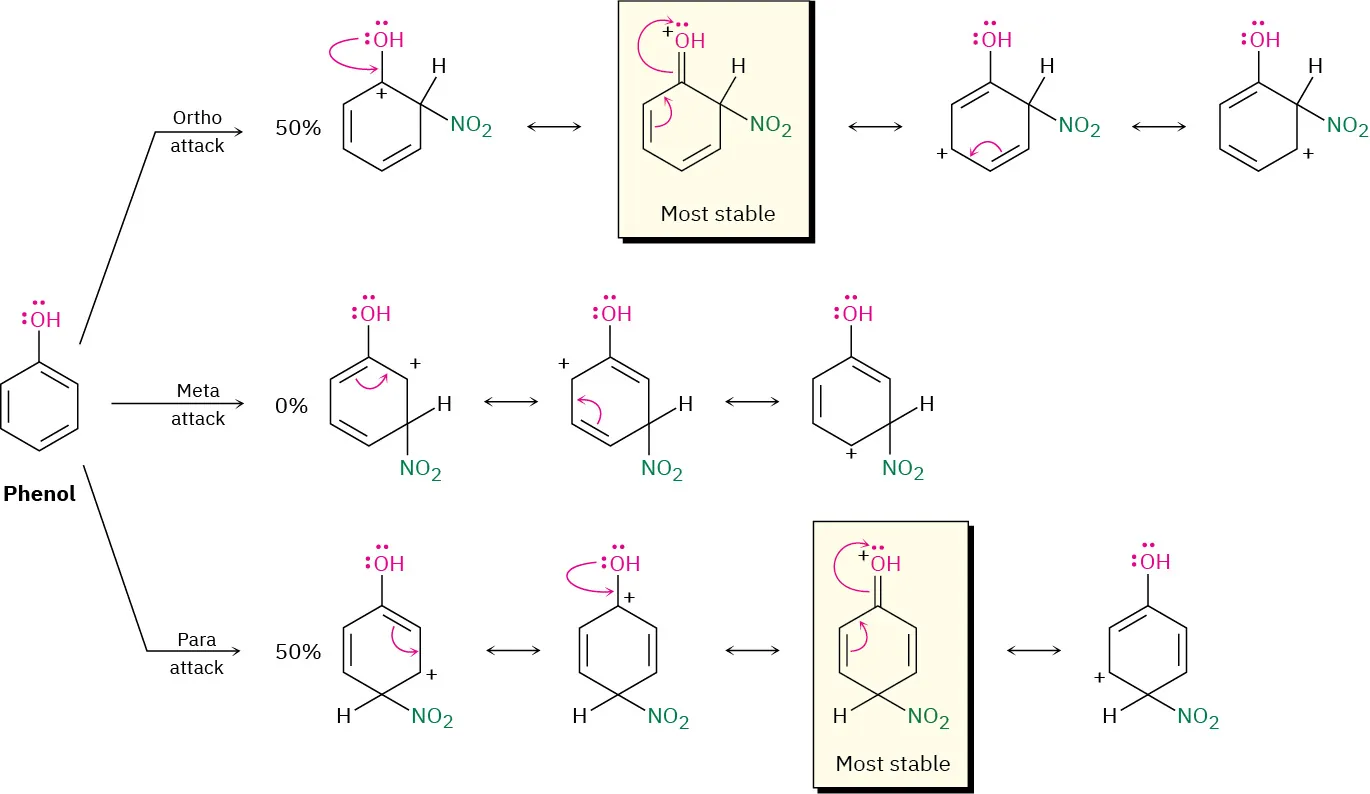 :OH
H
Ortho
attack
50%
+
NO₂
+
OH
H
NO₂
Most stable
:OH
H
NO₂
+
:OH
H
NO₂
+
:OH
Phenol
Meta
attack
0%
:OH
+
H
NO₂
:OH
+
H
NO₂
:OH
H
+
NO₂
Para
attack
50%
:OH
+
H
NO₂
:OH
+
H
NO₂
+
OH
H
NO₂
Most stable
:OH
+
H
NO₂